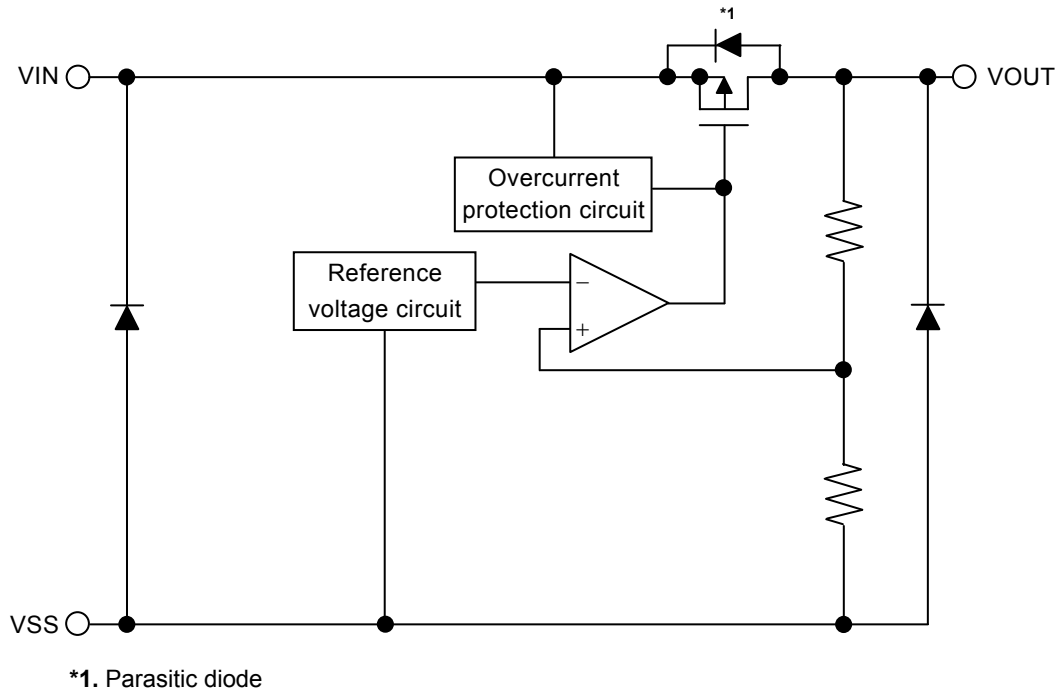 *1
VIN
VOUT
Overcurrent
protection circuit
Reference
voltage circuit
−
+
VSS
*1. Parasitic diode